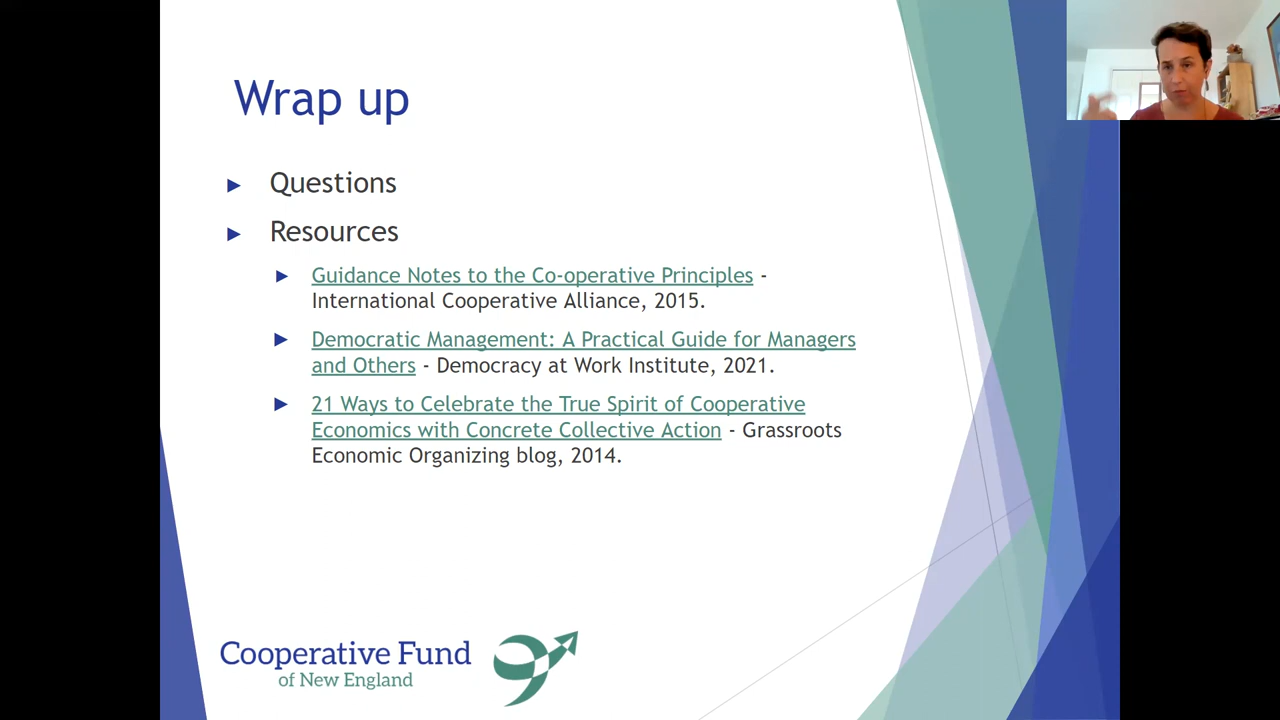 Wrap up
Questions
Resources
Guidance Notes to the Co-operative Principles -
International Cooperative Alliance, 2015.
Democratic Management: A Practical Guide for Managers
and Others - Democracy at Work Institute, 2021.
21 Ways to Celebrate the True Spirit of Cooperative
Economics with Concrete Collective Action - Grassroots
Economic Organizing blog, 2014.
Cooperative Fund
of New England